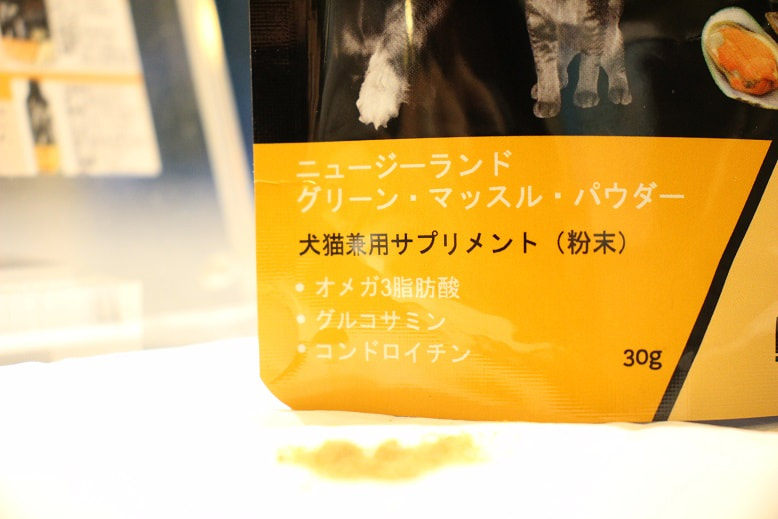 ニュージーランド
グリーン・マッスル・パウダー
犬猫兼用サプリメント（粉末）
• オメガ3脂肪酸
• グルコサミン
• コンドロイチン
30g